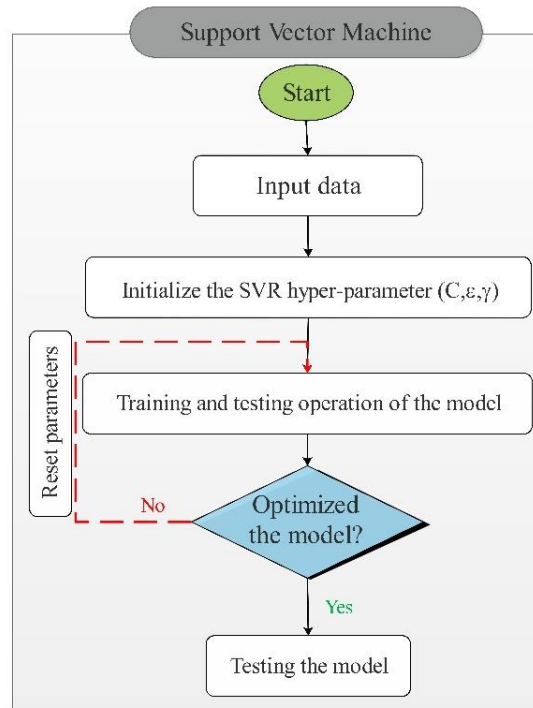 Support Vector Machine
Start
Input data
Initialize the SVR hyper-parameter (C,ε,γ)
Reset parameters
Training and testing operation of the model
Optimized
the model?
No
Yes
Testing the model